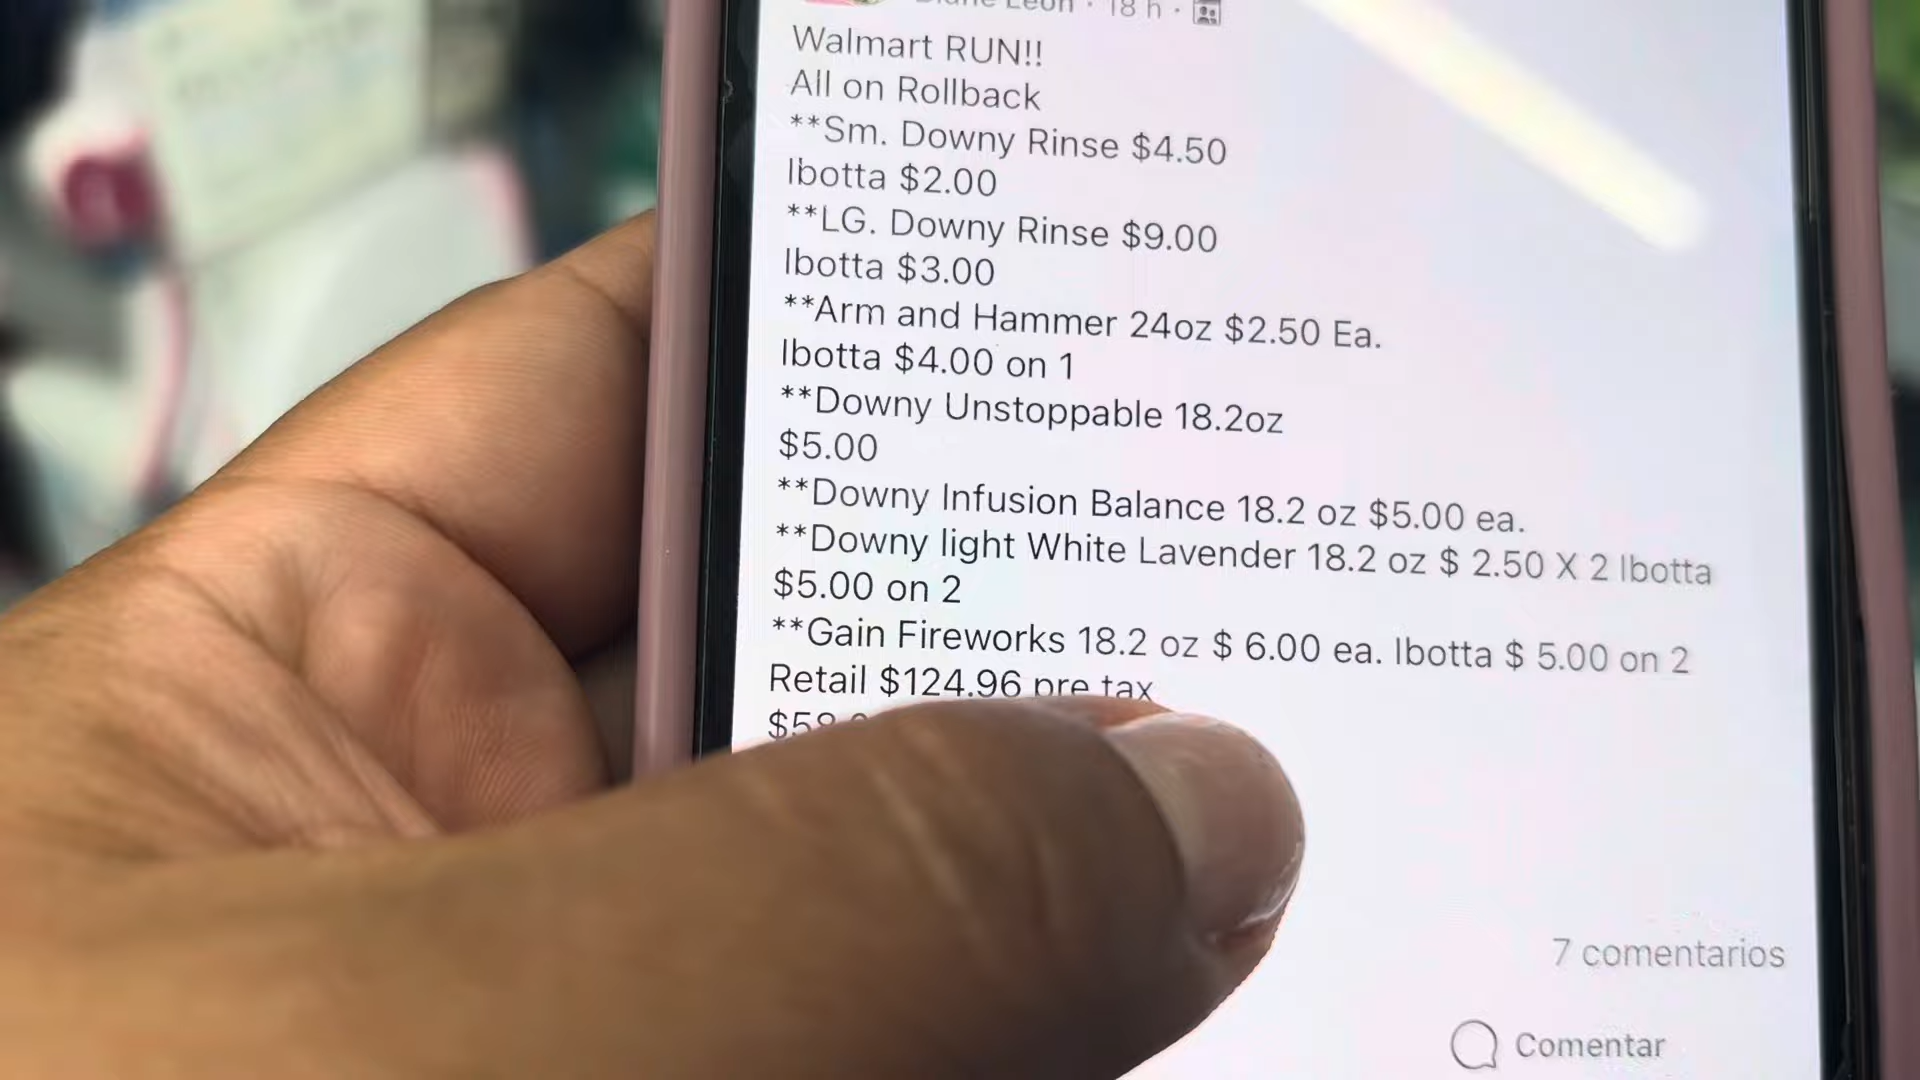 Diane Leon · 18 h ·
Walmart RUN!!
All on Rollback
**Sm. Downy Rinse $4.50
Ibotta $2.00
**LG. Downy Rinse $9.00
Ibotta $3.00
**Arm and Hammer 24oz $2.50 Ea.
Ibotta $4.00 on 1
**Downy Unstoppable 18.2oz
$5.00
**Downy Infusion Balance 18.2 oz $5.00 ea.
**Downy light White Lavender 18.2 oz $ 2.50 X 2 Ibotta
$5.00 on 2
**Gain Fireworks 18.2 oz $ 6.00 ea. Ibotta $ 5.00 on 2
Retail $124.96 pre tax
7 comentarios
Comentar